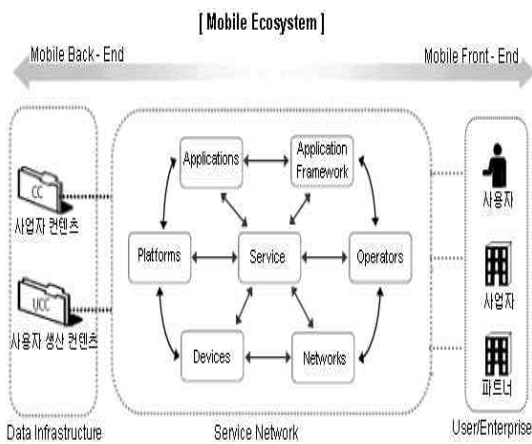 [ Mobile Ecosystem ]
Mobile Back - End
Mobile Front - End
CC
사업자 컨텐츠
UCC
사용자 생산 컨텐츠
Data Infrastructure
Applications
Application
Framework
Platforms
Service
Operators
Devices
Networks
Service Network
사용자
사업자
파트너
User/Enterprise